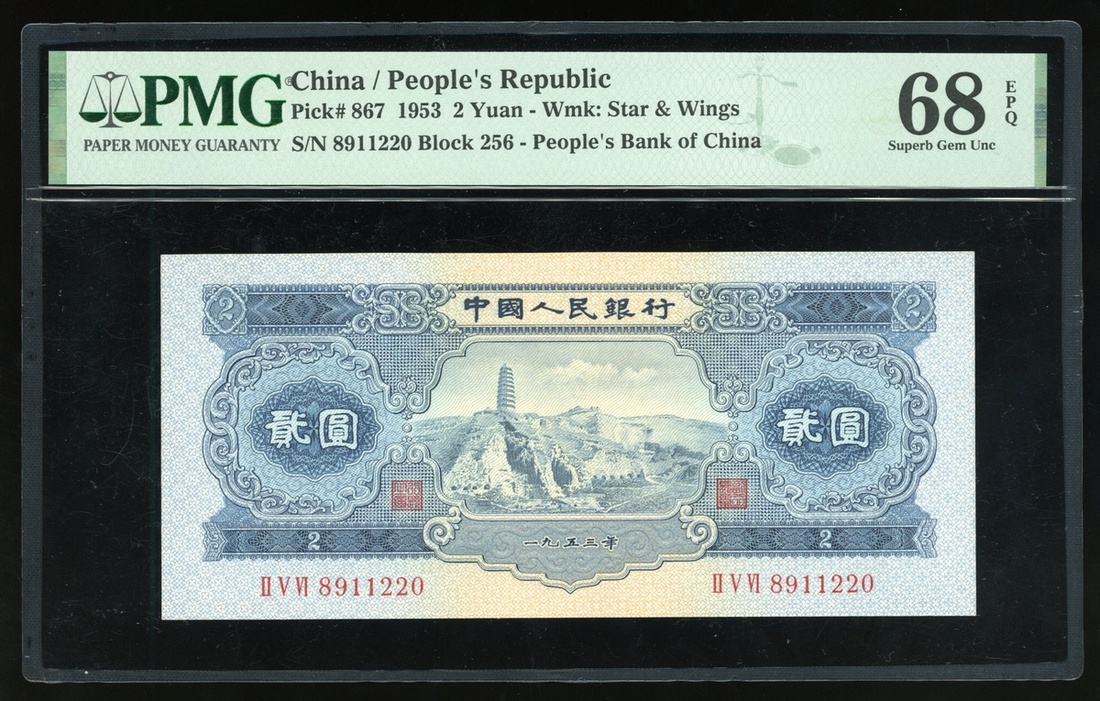 PMG®
PAPER MONEY GUARANTY
China / People's Republic
Pick# 867 1953 2 Yuan - Wmk: Star & Wings
S/N 8911220 Block 256 - People's Bank of China
68 EPQ
Superb Gem Unc
2 中國人民銀行 2
貳圓 貳圓
一九五三年
2 2
II V VI 8911220 II V VI 8911220